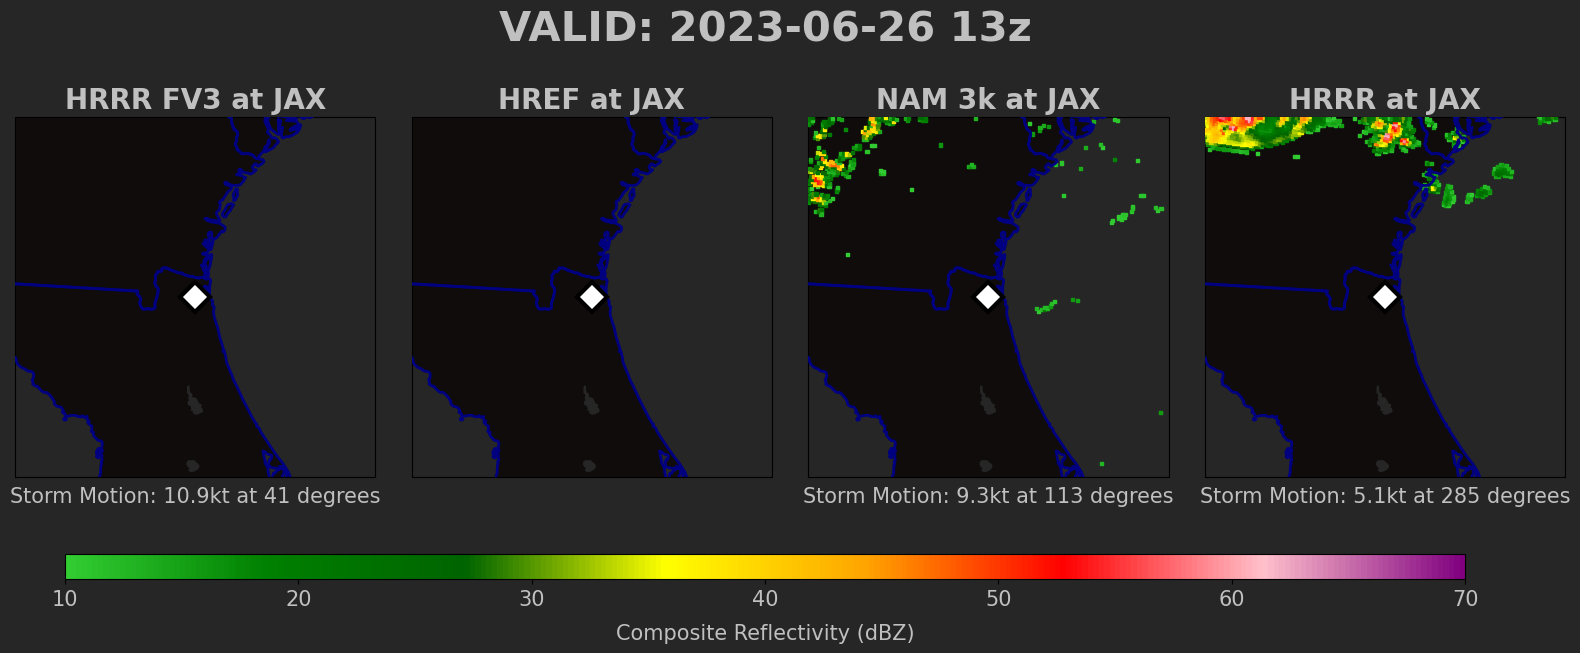 VALID: 2023-06-26 13z
HRRR FV3 at JAX
HREF at JAX
NAM 3k at JAX
HRRR at JAX
Storm Motion: 10.9kt at 41 degrees
Storm Motion: 9.3kt at 113 degrees
Storm Motion: 5.1kt at 285 degrees
10 20 30 40 50 60 70
Composite Reflectivity (dBZ)